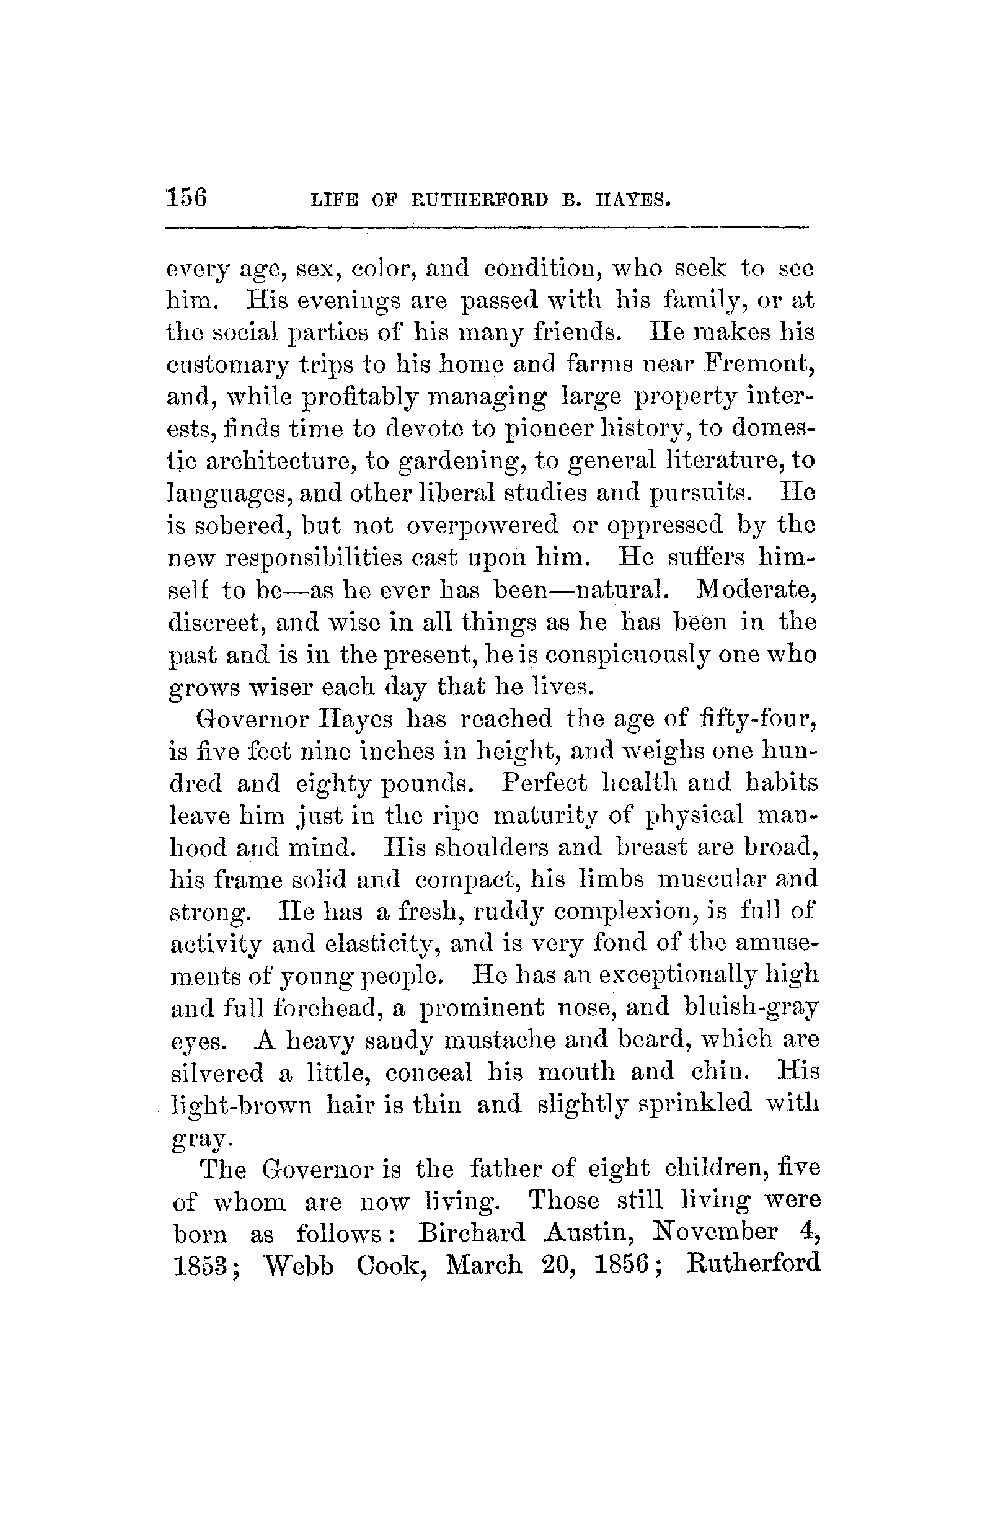 156 LIFE OF RUTHERFORD B. HAYES.
every age, sex, color, and condition, who seek to see
him. His evenings are passed with his family, or at
the social parties of his many friends. He makes his
customary trips to his home and farms near Fremont,
and, while profitably managing large property inter-
ests, finds time to devote to pioneer history, to domes-
tic architecture, to gardening, to general literature, to
languages, and other liberal studies and pursuits. He
is sobered, but not overpowered or oppressed by the
new responsibilities cast upon him. He suffers him-
self to be—as he ever has been—natural. Moderate,
discreet, and wise in all things as he has been in the
past and is in the present, he is conspicuously one who
grows wiser each day that he lives.
Governor Hayes has reached the age of fifty-four,
is five feet nine inches in height, and weighs one hun-
dred and eighty pounds. Perfect health and habits
leave him just in the ripe maturity of physical man-
hood and mind. His shoulders and breast are broad,
his frame solid and compact, his limbs muscular and
strong. He has a fresh, ruddy complexion, is full of
activity and elasticity, and is very fond of the amuse-
ments of young people. He has an exceptionally high
and full forehead, a prominent nose, and bluish-gray
eyes. A heavy sandy mustache and beard, which are
silvered a little, conceal his mouth and chin. His
light-brown hair is thin and slightly sprinkled with
gray.
The Governor is the father of eight children, five
of whom are now living. Those still living were
born as follows: Birchard Austin, November 4,
1853; Webb Cook, March 20, 1856; Rutherford